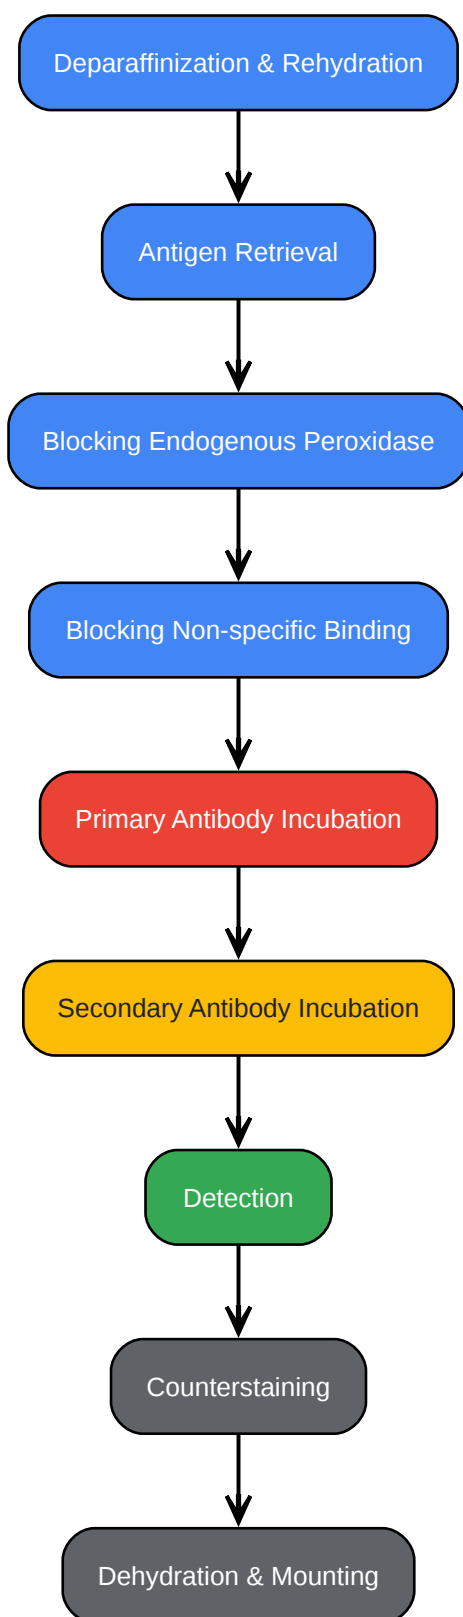 Deparaffinization & Rehydration
Antigen Retrieval
Blocking Endogenous Peroxidase
Blocking Non-specific Binding
Primary Antibody Incubation
Secondary Antibody Incubation
Detection
Counterstaining
Dehydration & Mounting